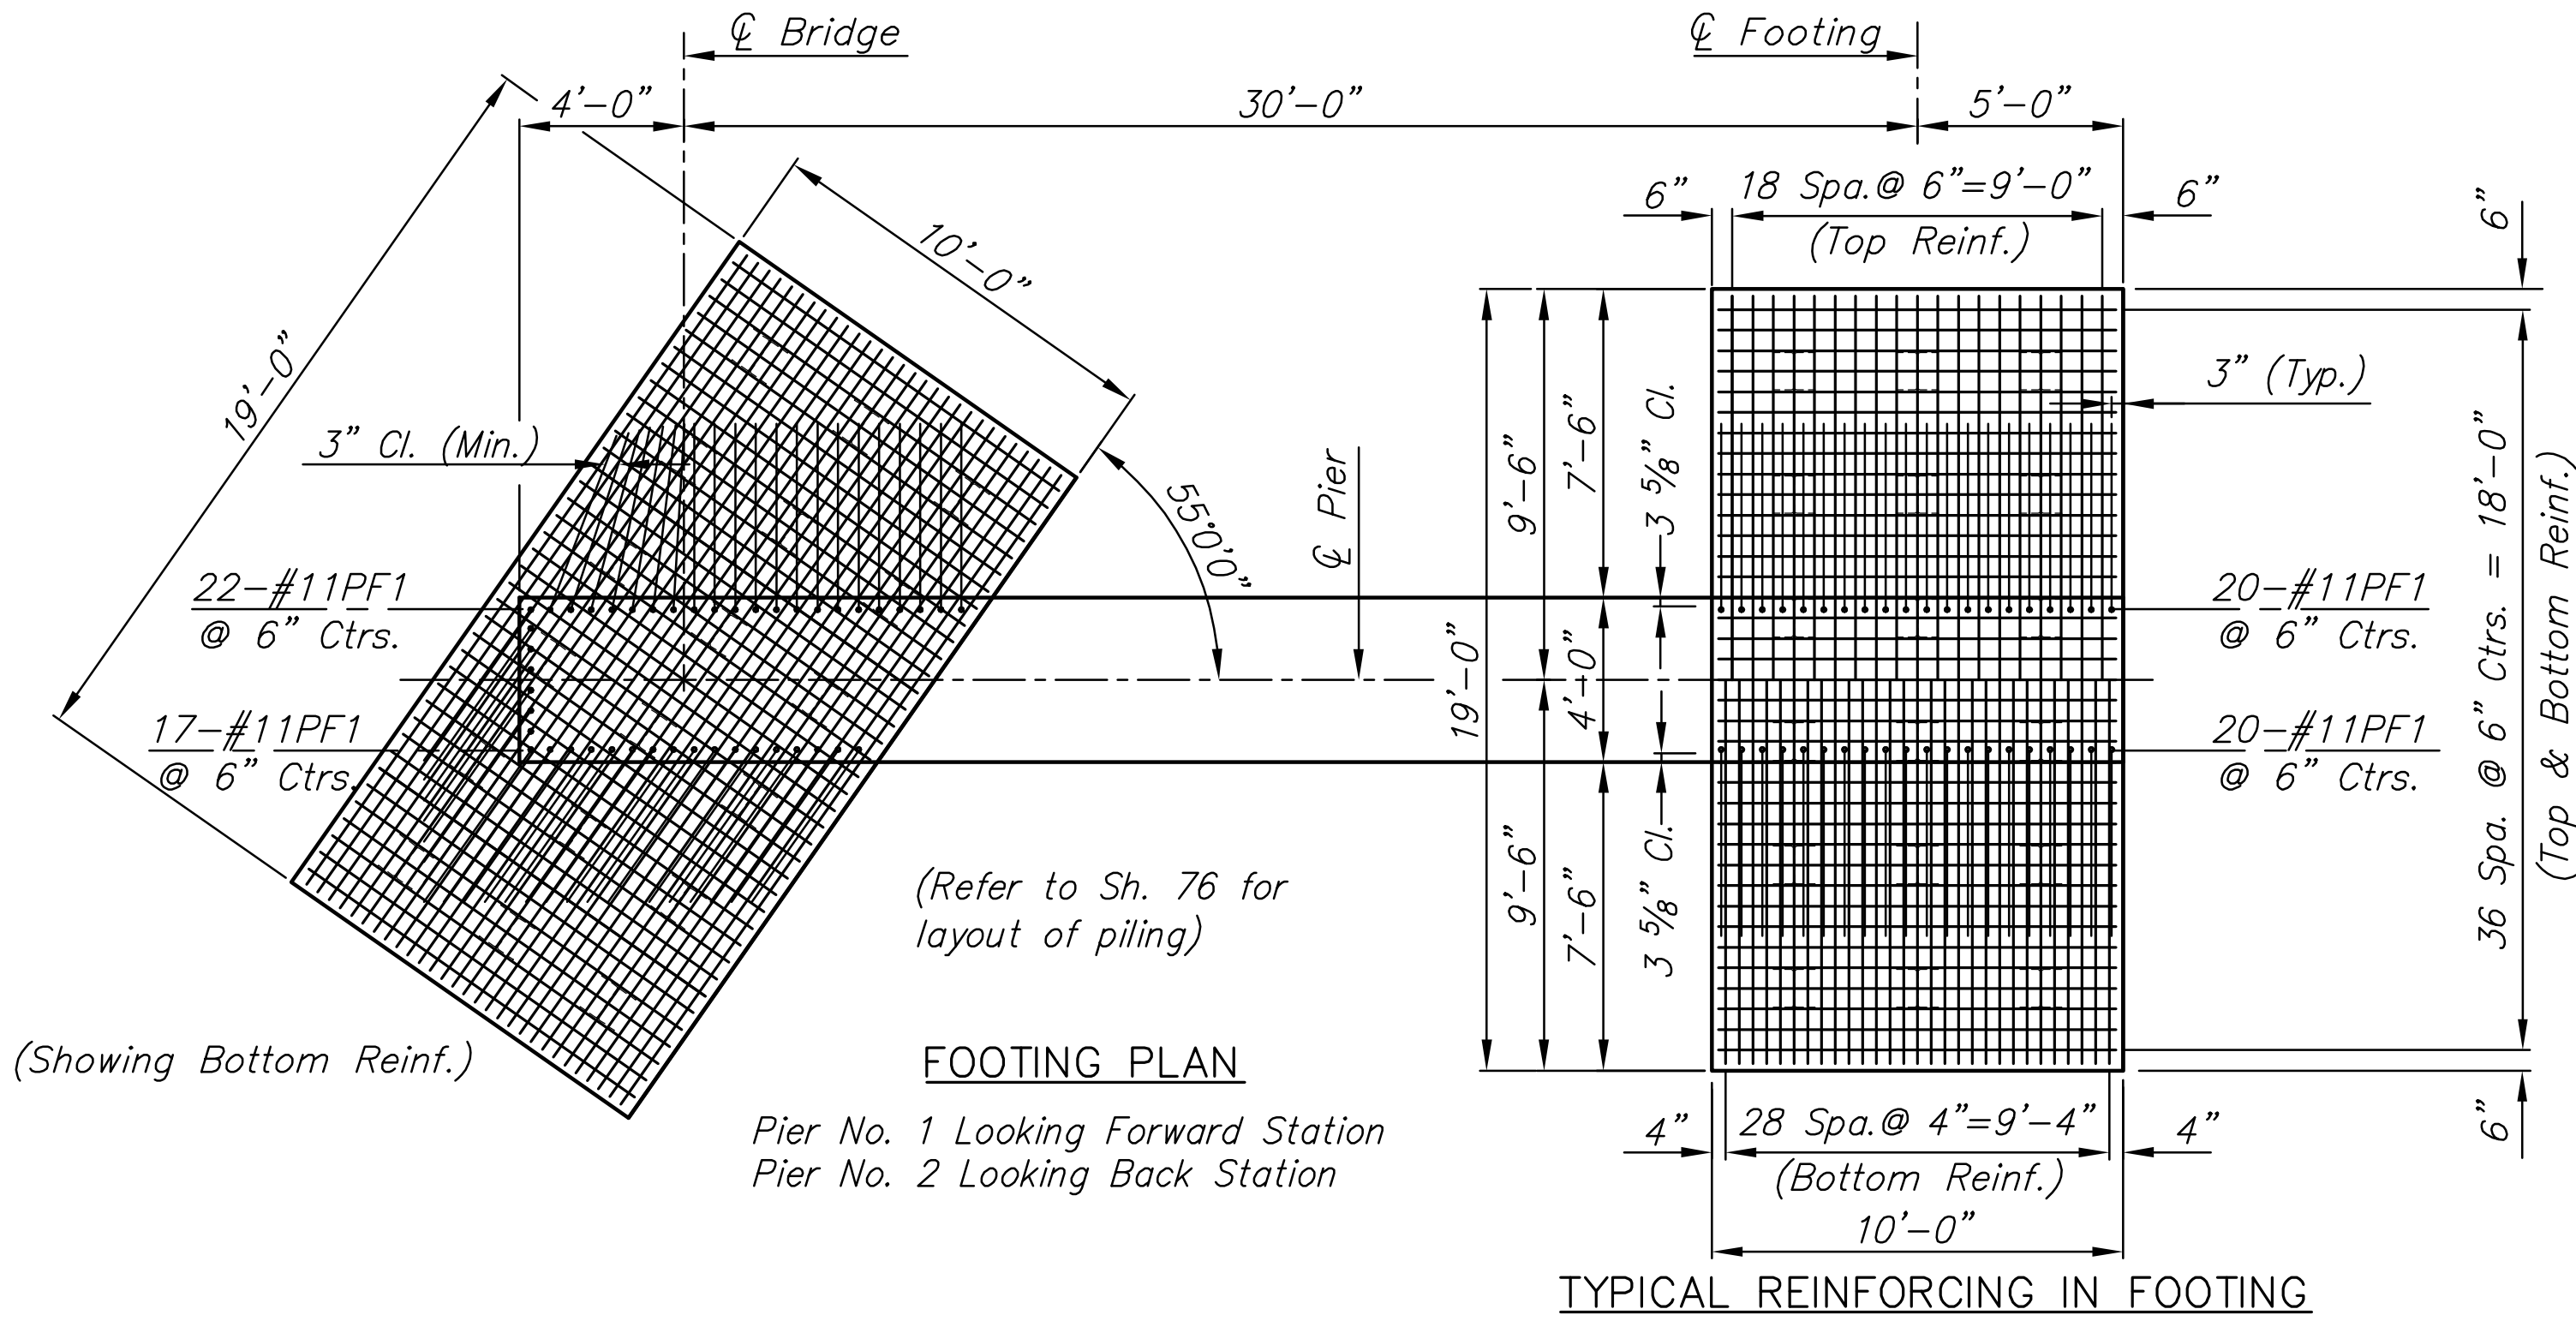 ℄ Bridge
℄ Footing
4'-0"
30'-0"
5'-0"
6"
18 Spa.@ 6"=9'-0"
(Top Reinf.)
6"
6"
10'-0"
19'-0"
3" Cl. (Min.)
55°0'0"
℄ Pier
3" (Typ.)
22-#11PF1
@ 6" Ctrs.
17-#11PF1
@ 6" Ctrs.
19'-0"
9'-6"
9'-6"
7'-6"
4'-0"
7'-6"
3 5/8" Cl.
3 5/8" Cl.
20-#11PF1
@ 6" Ctrs.
20-#11PF1
@ 6" Ctrs.
36 Spa. @ 6" Ctrs. = 18'-0"
(Top & Bottom Reinf.)
(Refer to Sh. 76 for
layout of piling)
(Showing Bottom Reinf.)
FOOTING PLAN
Pier No. 1 Looking Forward Station
Pier No. 2 Looking Back Station
4"
28 Spa.@ 4"=9'-4"
(Bottom Reinf.)
4"
6"
10'-0"
TYPICAL REINFORCING IN FOOTING